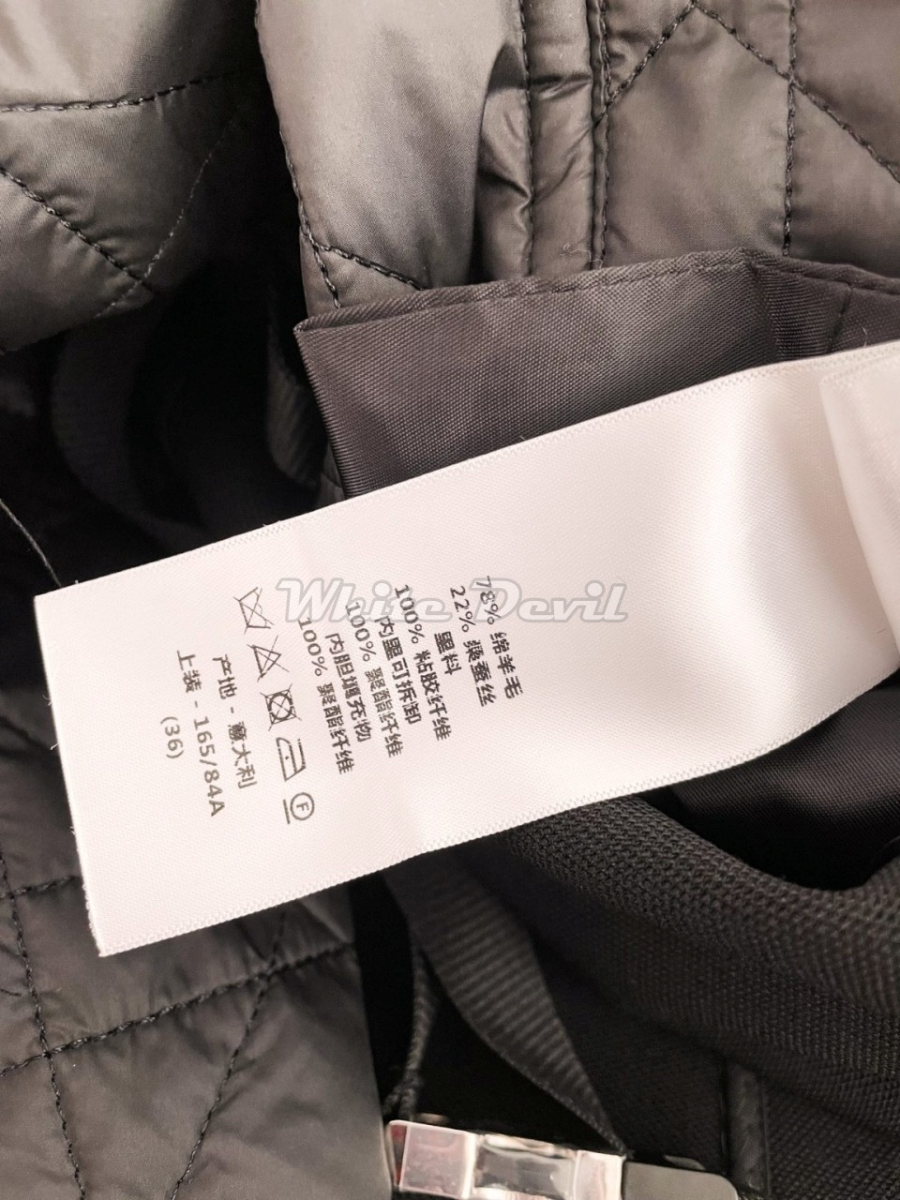 78% 绵羊毛
22% 桑蚕丝
里料
100% 粘胶纤维
内里可拆卸
100% 聚酯纤维
内胆填充物
100% 聚酯纤维
F
产地 - 意大利
上装 - 165/84A
(36)
White Devil